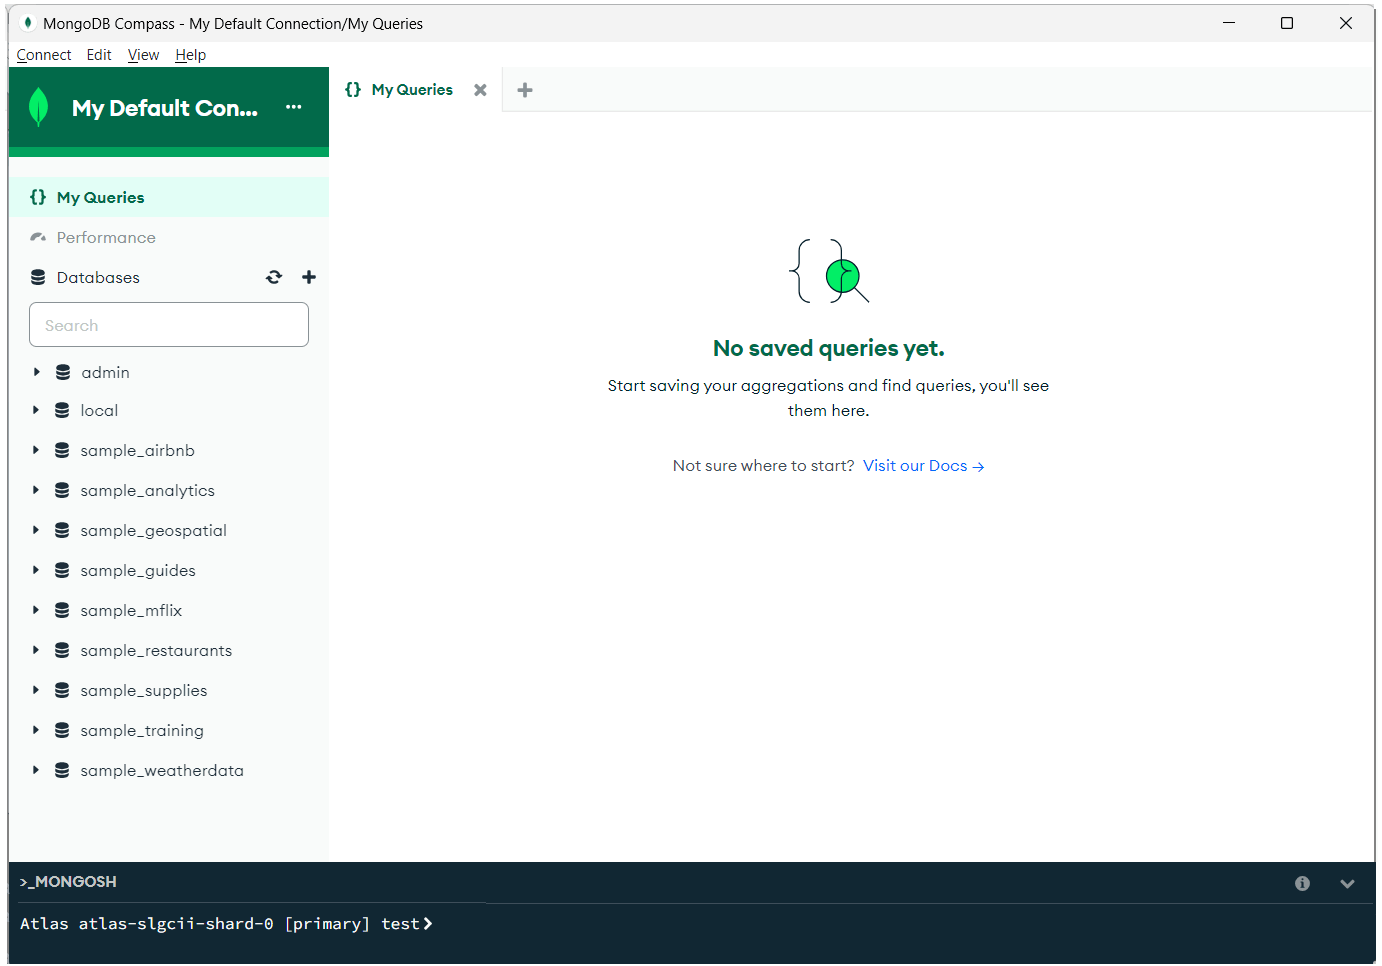 MongoDB Compass - My Default Connection/My Queries
Connect Edit View Help
My Default Con...
{} My Queries
{} My Queries
Performance
Databases
Search
admin
local
sample_airbnb
sample_analytics
sample_geospatial
sample_guides
sample_mflix
sample_restaurants
sample_supplies
sample_training
sample_weatherdata
No saved queries yet.
Start saving your aggregations and find queries, you'll see
them here.
Not sure where to start? Visit our Docs →
>_MONGOSH
Atlas atlas-slgcii-shard-0 [primary] test>